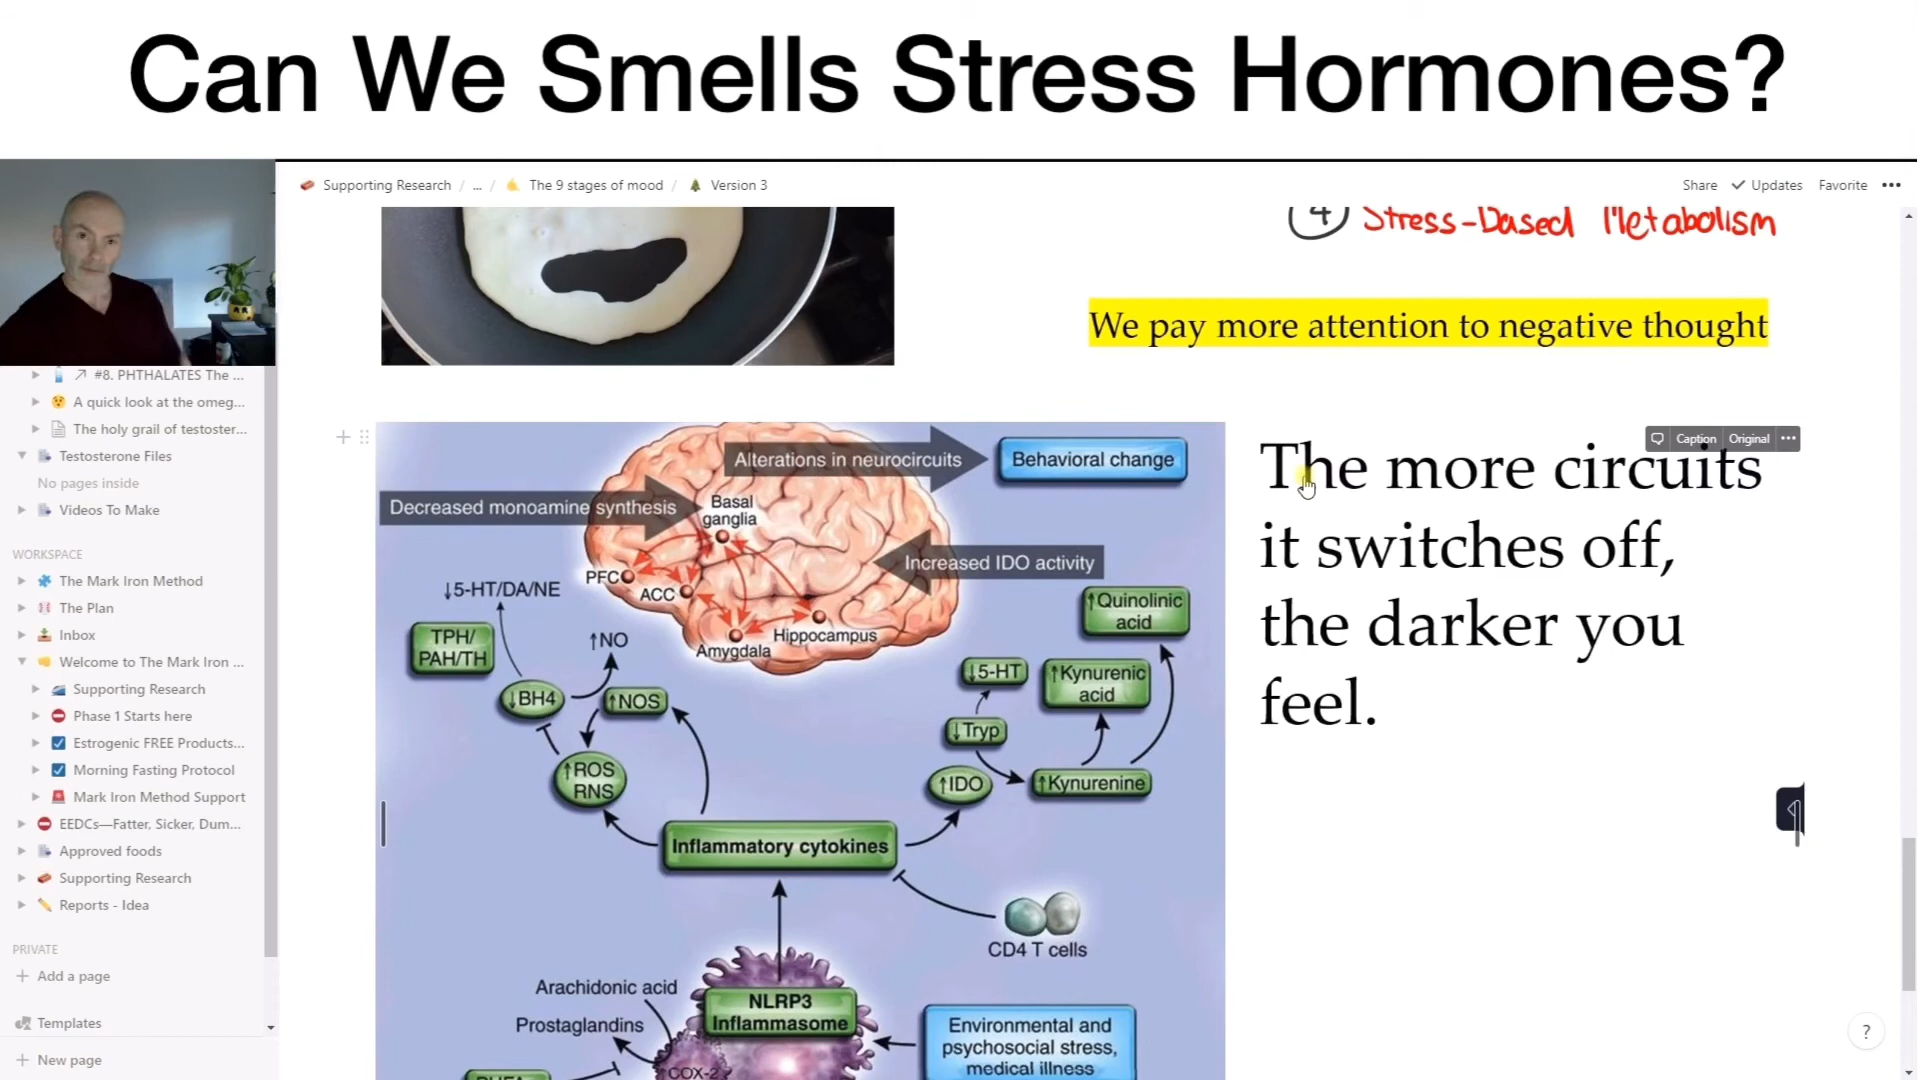 Can We Smells Stress Hormones?
Supporting Research / ... / The 9 stages of mood / Version 3
Share Updates Favorite
4 Stress-Based Metabolism
We pay more attention to negative thought
#8. PHTHALATES The ...
A quick look at the omeg...
The holy grail of testoster...
Testosterone Files
No pages inside
Videos To Make
WORKSPACE
The Mark Iron Method
The Plan
Inbox
Welcome to The Mark Iron ...
Supporting Research
Phase 1 Starts here
Estrogenic FREE Products...
Morning Fasting Protocol
Mark Iron Method Support
EEDCs—Fatter, Sicker, Dum...
Approved foods
Supporting Research
Reports - Idea
PRIVATE
Add a page
Templates
New page
Alterations in neurocircuits
Behavioral change
Decreased monoamine synthesis
Basal
ganglia
Increased IDO activity
PFC
ACC
Hippocampus
Amygdala
↓5-HT/DA/NE
TPH/
PAH/TH
↑NO
↓BH4
↑NOS
↑ROS
RNS
↑Quinolinic
acid
↓5-HT
↑Kynurenic
acid
↓Tryp
↑IDO
↑Kynurenine
Inflammatory cytokines
CD4 T cells
Arachidonic acid
Prostaglandins
NLRP3
Inflammasome
↑COX-2
Environmental and
psychosocial stress,
medical illness
Caption Original
The more circuits
it switches off,
the darker you
feel.
?